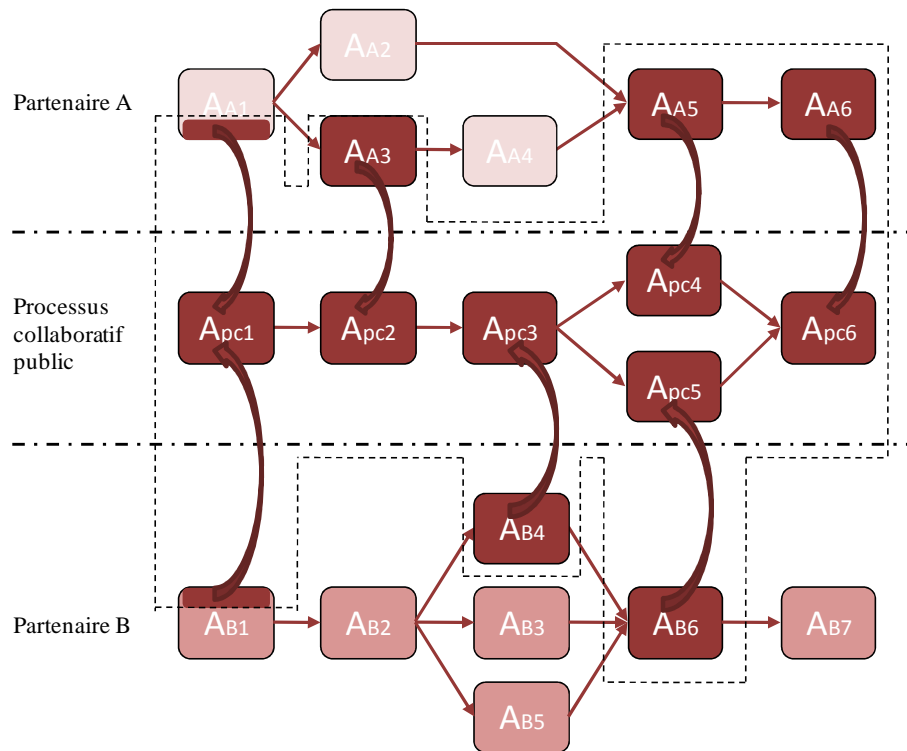 AA2
Partenaire A
AA1
AA5
AA6
AA3
AA4
Apc4
Processus
collaboratif
public
Apc1
Apc2
Apc3
Apc6
Apc5
AB4
Partenaire B
AB1
AB2
AB3
AB6
AB7
AB5